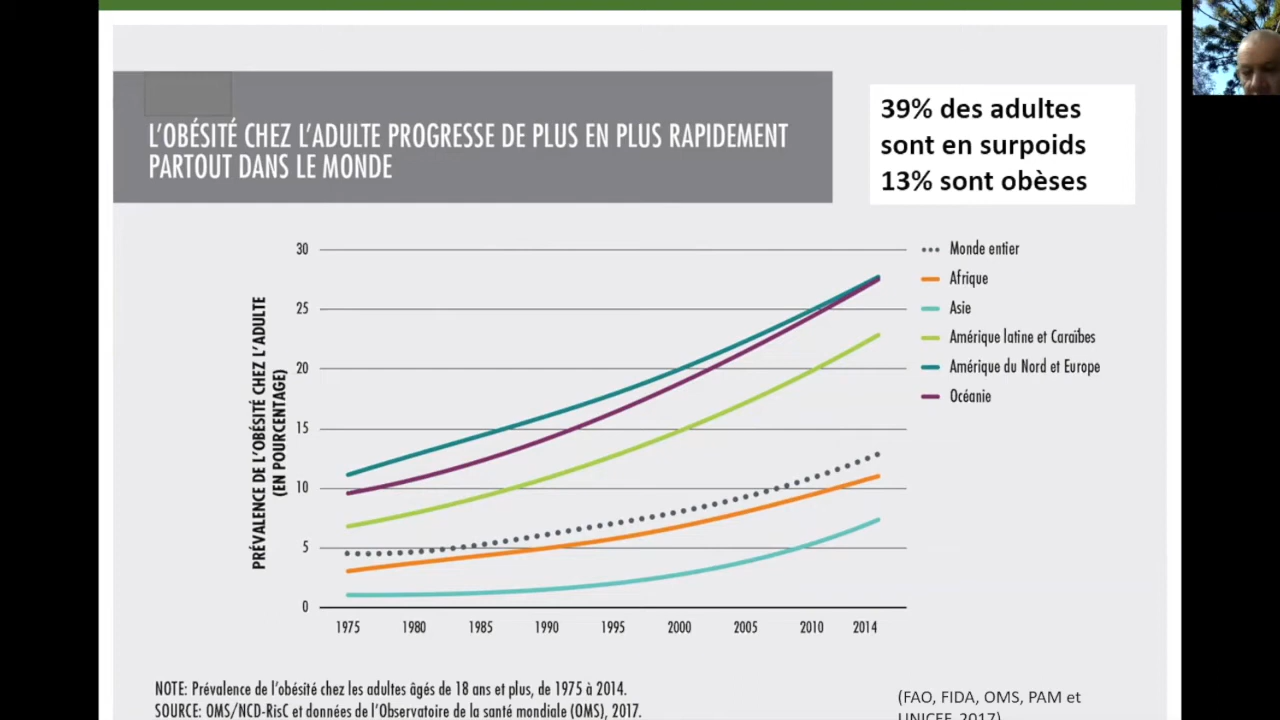 L'OBÉSITÉ CHEZ L'ADULTE PROGRESSE DE PLUS EN PLUS RAPIDEMENT
PARTOUT DANS LE MONDE
39% des adultes
sont en surpoids
13% sont obèses
PRÉVALENCE DE L'OBÉSITÉ CHEZ L'ADULTE
(EN POURCENTAGE)
30
25
20
15
10
5
0
1975 1980 1985 1990 1995 2000 2005 2010 2014
Monde entier
Afrique
Asie
Amérique latine et Caraïbes
Amérique du Nord et Europe
Océanie
NOTE: Prévalence de l'obésité chez les adultes âgés de 18 ans et plus, de 1975 à 2014.
SOURCE: OMS/NCD-RisC et données de l'Observatoire de la santé mondiale (OMS), 2017.
(FAO, FIDA, OMS, PAM et
UNICEF, 2017)